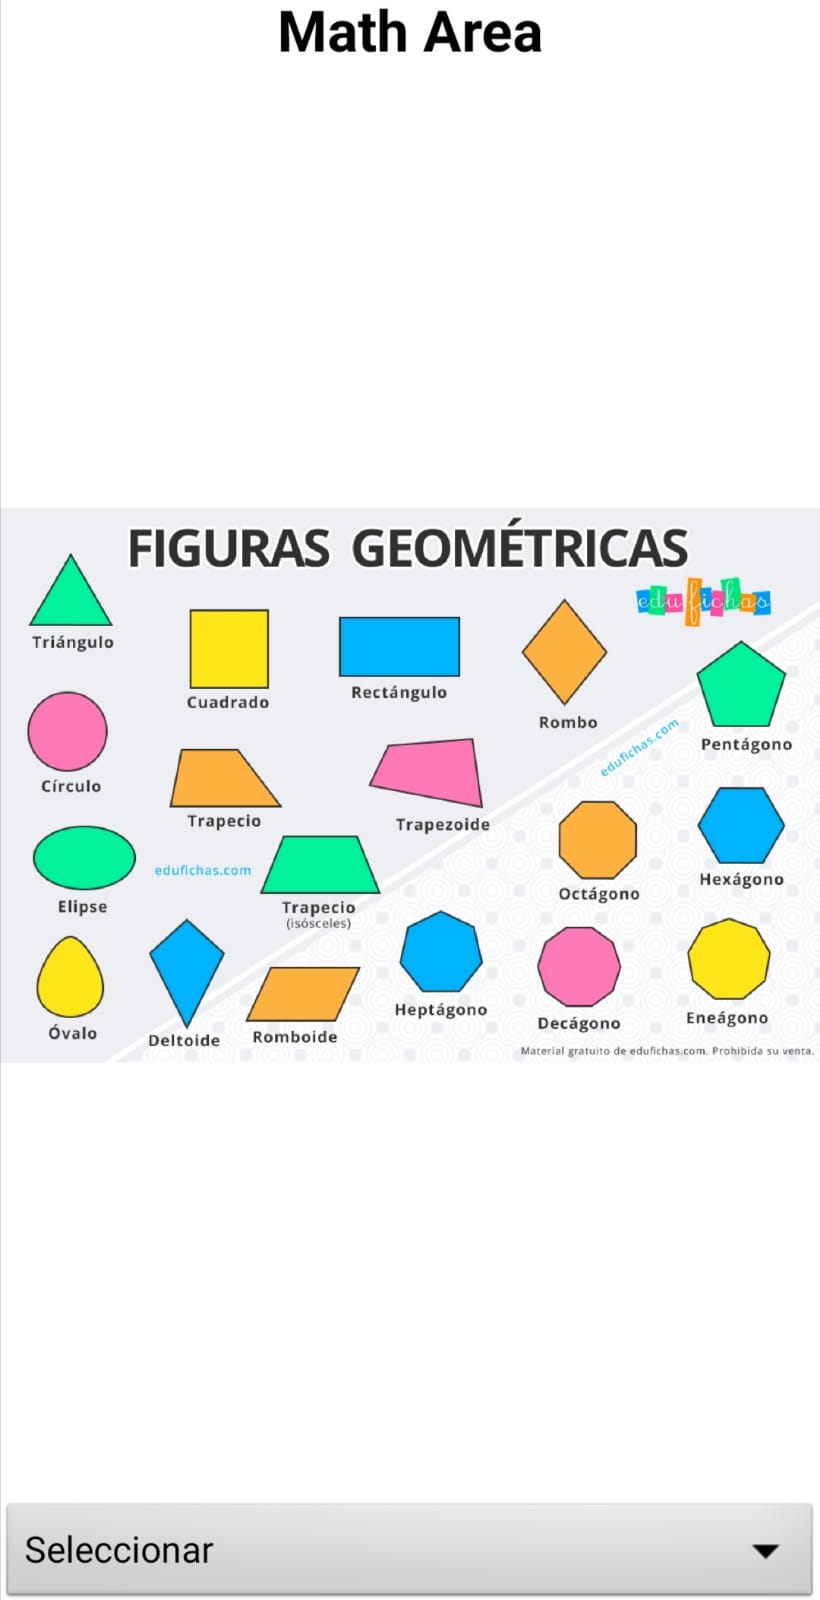 Math Area
FIGURAS GEOMÉTRICAS
edufichas
Triángulo
Cuadrado
Rectángulo
Rombo
Pentágono
edufichas.com
Círculo
Trapecio
Trapezoide
Octágono
Hexágono
Elipse
edufichas.com
Trapecio
(isósceles)
Óvalo
Deltoide
Romboide
Heptágono
Decágono
Eneágono
Material gratuito de edufichas.com. Prohibida su venta.
Seleccionar